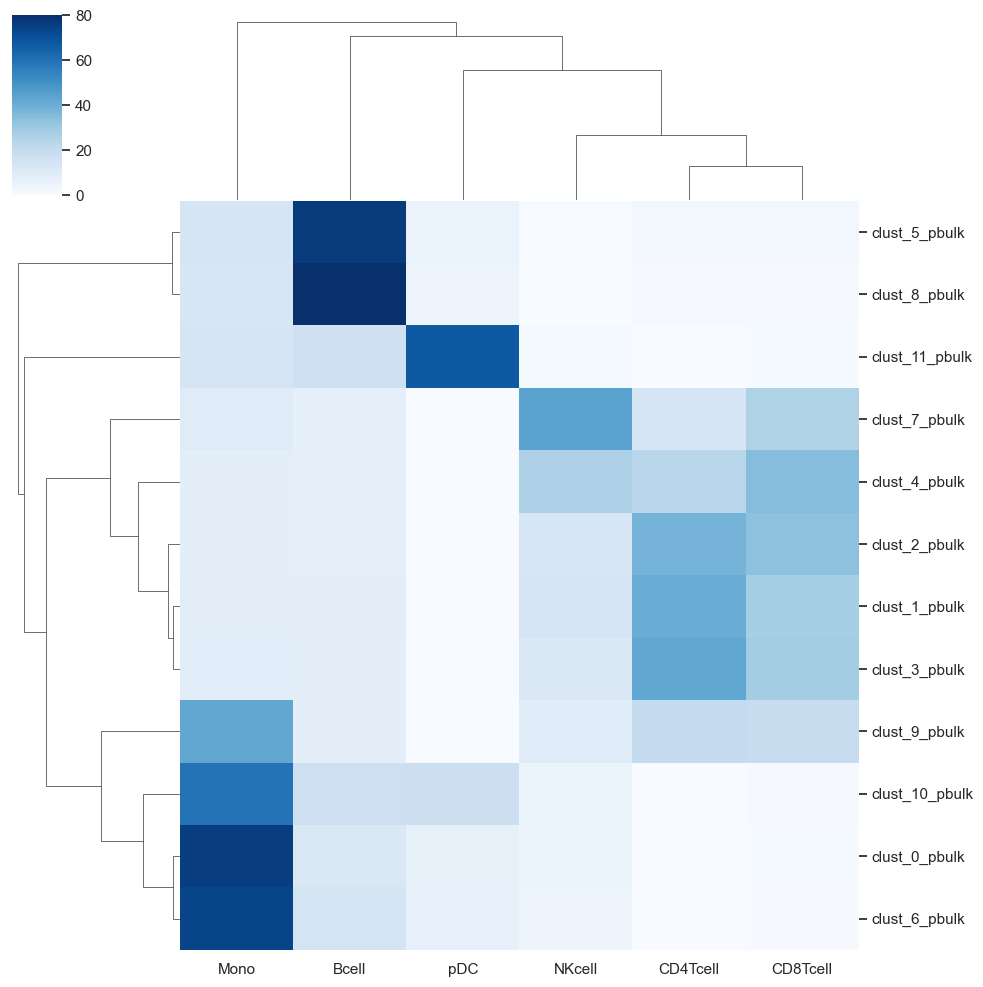 80
60
40
20
0
clust_5_pbulk
clust_8_pbulk
clust_11_pbulk
clust_7_pbulk
clust_4_pbulk
clust_2_pbulk
clust_1_pbulk
clust_3_pbulk
clust_9_pbulk
clust_10_pbulk
clust_0_pbulk
clust_6_pbulk
Mono Bcell pDC NKcell CD4Tcell CD8Tcell